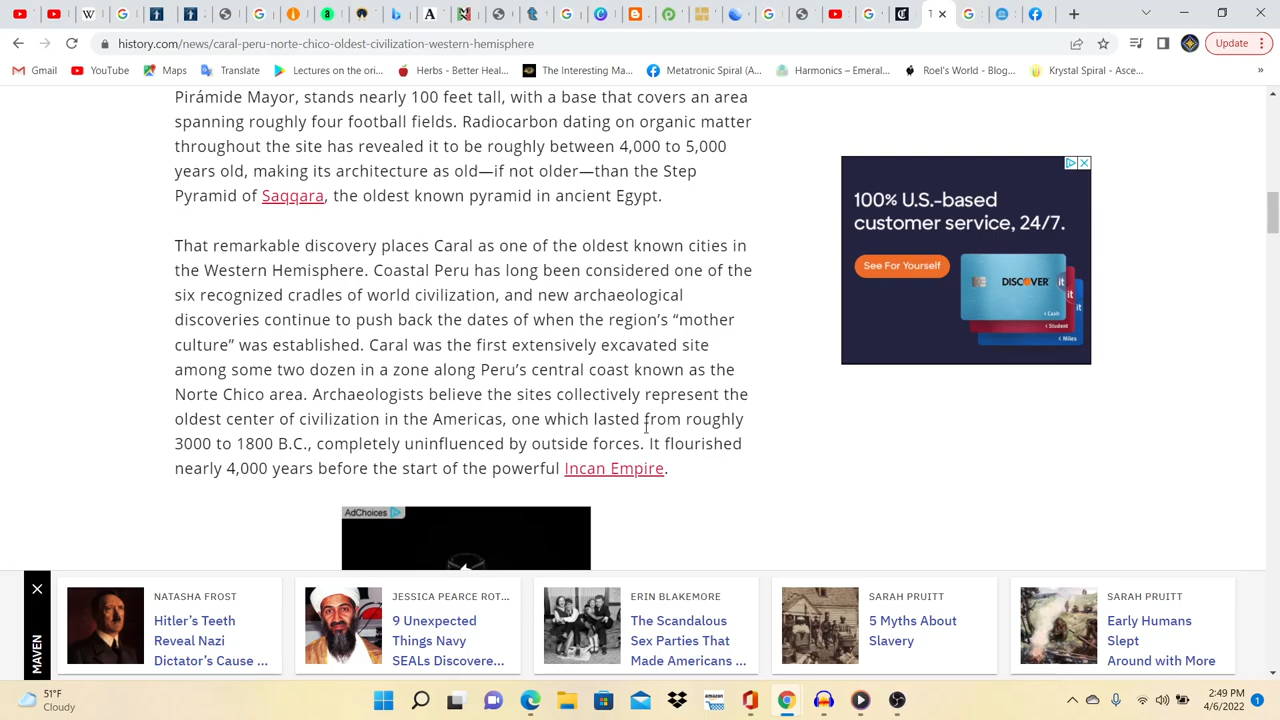 history.com/news/caral-peru-norte-chico-oldest-civilization-western-hemisphere
Update
Gmail
YouTube
Maps
Translate
Lectures on the ori...
Herbs - Better Heal...
The Interesting Ma...
Metatronic Spiral (A...
Harmonics – Emeral...
Roel's World - Blog...
Krystal Spiral - Asce...
»
Pirámide Mayor, stands nearly 100 feet tall, with a base that covers an area
spanning roughly four football fields. Radiocarbon dating on organic matter
throughout the site has revealed it to be roughly between 4,000 to 5,000
years old, making its architecture as old—if not older—than the Step
Pyramid of Saqqara, the oldest known pyramid in ancient Egypt.
That remarkable discovery places Caral as one of the oldest known cities in
the Western Hemisphere. Coastal Peru has long been considered one of the
six recognized cradles of world civilization, and new archaeological
discoveries continue to push back the dates of when the region's “mother
culture” was established. Caral was the first extensively excavated site
among some two dozen in a zone along Peru's central coast known as the
Norte Chico area. Archaeologists believe the sites collectively represent the
oldest center of civilization in the Americas, one which lasted from roughly
3000 to 1800 B.C., completely uninfluenced by outside forces. It flourished
nearly 4,000 years before the start of the powerful Incan Empire.
100% U.S.-based
customer service, 24/7.
See For Yourself
DISCOVER
it
it
it
Cash
Student
Miles
AdChoices
MAVEN
NATASHA FROST
Hitler's Teeth
Reveal Nazi
Dictator's Cause ...
JESSICA PEARCE ROT...
9 Unexpected
Things Navy
SEALs Discovere...
ERIN BLAKEMORE
The Scandalous
Sex Parties That
Made Americans ...
SARAH PRUITT
5 Myths About
Slavery
SARAH PRUITT
Early Humans
Slept
Around with More
51°F
Cloudy
amazon
2:49 PM
4/6/2022
1